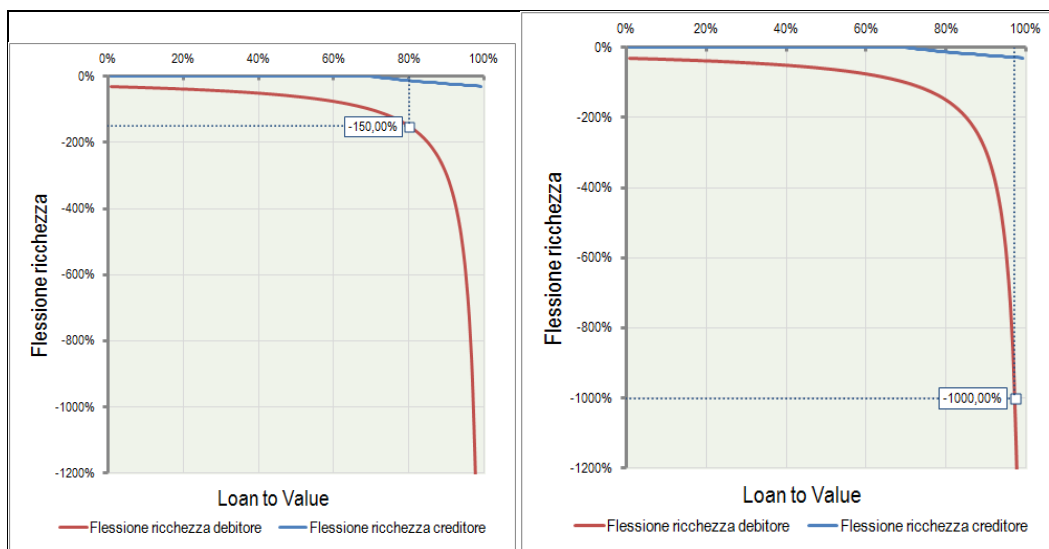 0% 20% 40% 60% 80% 100%
0%
-200%
-400%
-600%
-800%
-1000%
-1200%
-150,00%
Flessione ricchezza
Loan to Value
Flessione ricchezza debitore Flessione ricchezza creditore
0% 20% 40% 60% 80% 100%
0%
-200%
-400%
-600%
-800%
-1000%
-1200%
-1000,00%
Flessione ricchezza
Loan to Value
Flessione ricchezza debitore Flessione ricchezza creditore